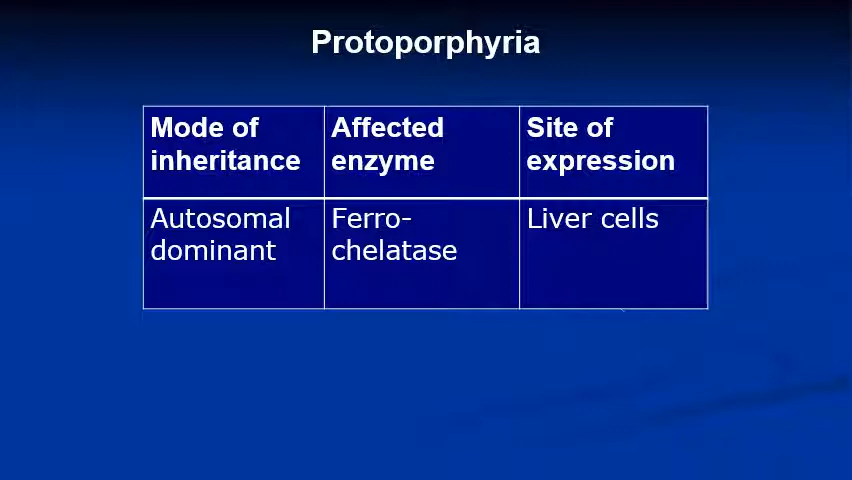 Protoporphyria
Mode of
inheritance
Affected
enzyme
Site of
expression
Autosomal
dominant
Ferro-
chelatase
Liver cells